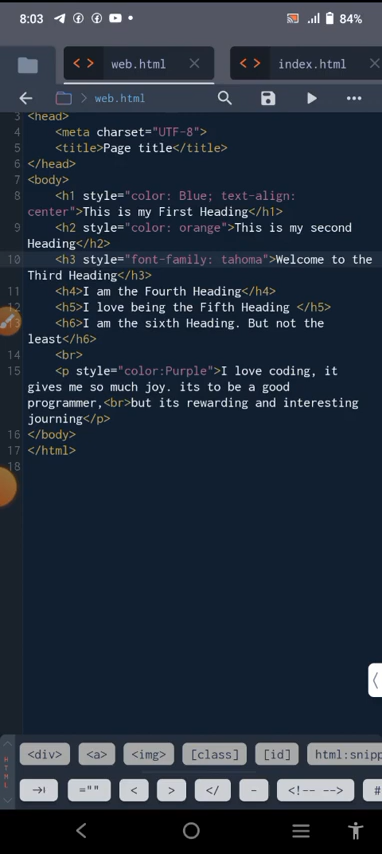 8:03 84%
web.html index.html
web.html
3 <head>
4 <meta charset="UTF-8">
5 <title>Page title</title>
6 </head>
7 <body>
8 <h1 style="color: Blue; text-align:
center">This is my First Heading</h1>
9 <h2 style="color: orange">This is my second
Heading</h2>
10 <h3 style="font-family: tahoma">Welcome to the
Third Heading</h3>
11 <h4>I am the Fourth Heading</h4>
12 <h5>I love being the Fifth Heading </h5>
13 <h6>I am the sixth Heading. But not the
least</h6>
14 <br>
15 <p style="color:Purple">I love coding, it
gives me so much joy. its to be a good
programmer,<br>but its rewarding and interesting
journing</p>
16 </body>
17 </html>
18
<div> <a> <img> [class] [id] html:snipp
HTML
="" < > </ - <!-- --> #